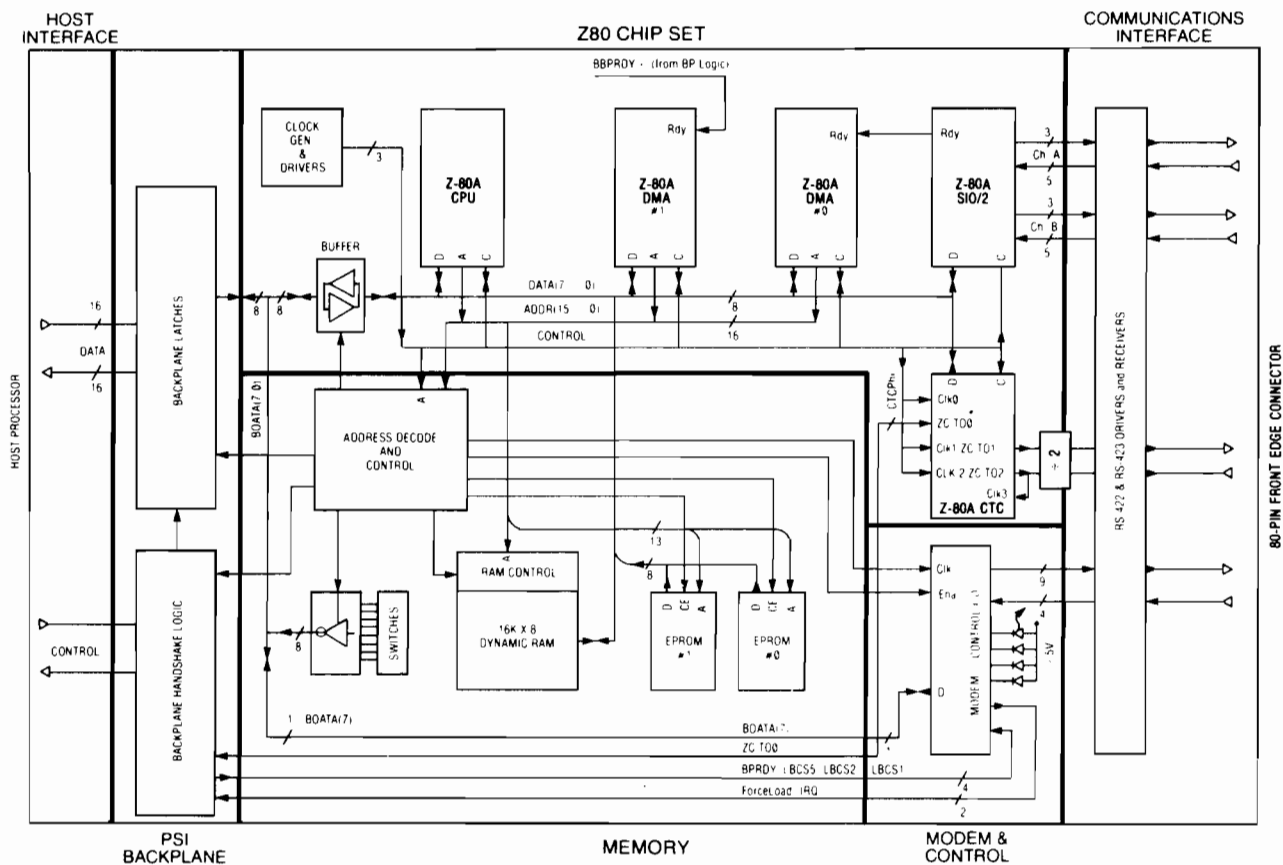 HOST
INTERFACE
Z80 CHIP SET
COMMUNICATIONS
INTERFACE
BBPRDY - (from BP Logic)
CLOCK
GEN
&
DRIVERS
3
Z-80A
CPU
D A C
Rdy
Z-80A
DMA
#1
D A C
Rdy
Z-80A
DMA
#0
D A C
Rdy
Z-80A
SIO/2
D C
3
Ch A
5
3
Ch B
5
BUFFER
8
8
DATA(7 0)
8
ADDR(15 0)
16
CONTROL
16
DATA
16
HOST PROCESSOR
BACKPLANE LATCHES
BDATA(7 0)
A
ADDRESS DECODE
AND
CONTROL
CTCPhi
D C
Clk0
ZC TO0
Clk1 ZC TO1
CLK 2 ZC TO2
Clk3
Z-80A CTC
÷ 2
RS 422 & RS-423 DRIVERS and RECEIVERS
80-PIN FRONT EDGE CONNECTOR
BACKPLANE HANDSHAKE LOGIC
CONTROL
8
SWITCHES
A
RAM CONTROL
16K X 8
DYNAMIC RAM
13
8
D CE A
EPROM
#1
D CE A
EPROM
#0
Clk
Ena
D
MODEM CONTROL
9
4
5V
1 BDATA(7)
BDATA(7
ZC TO0
BPRDY LBCS5 LBCS2 LBCS1
4
ForceLoad IRQ
2
PSI
BACKPLANE
MEMORY
MODEM &
CONTROL